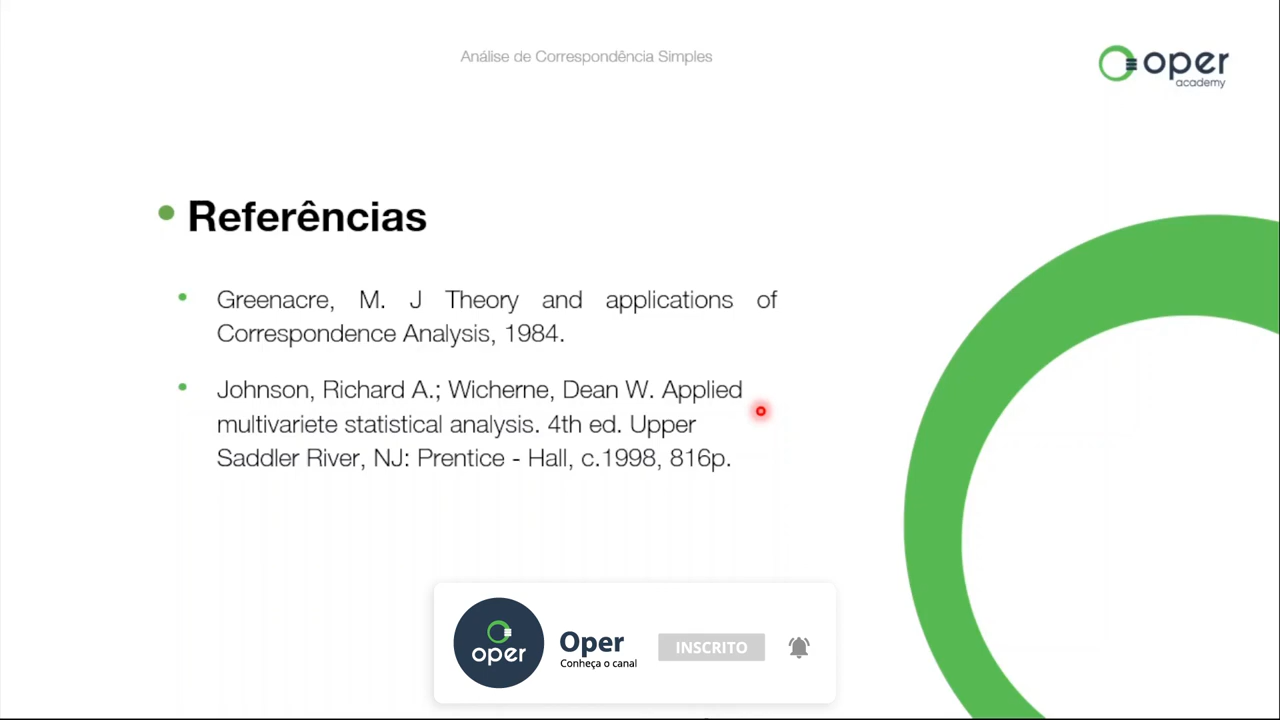 Análise de Correspondência Simples
oper
academy
Referências
Greenacre, M. J Theory and applications of
Correspondence Analysis, 1984.
Johnson, Richard A.; Wicherne, Dean W. Applied
multivariete statistical analysis. 4th ed. Upper
Saddler River, NJ: Prentice - Hall, c.1998, 816p.
oper
Oper
Conheça o canal
INSCRITO